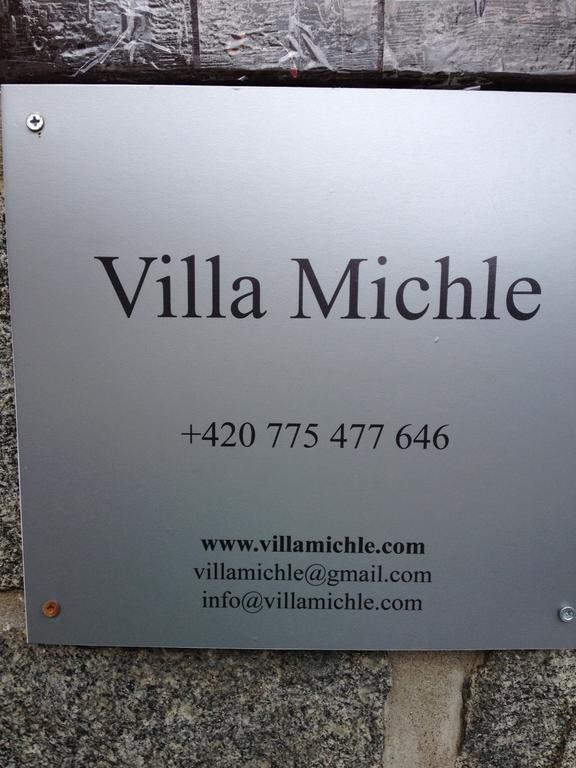 Villa Michle
+420 775 477 646
www.villamichle.com
villamichle@gmail.com
info@villamichle.com